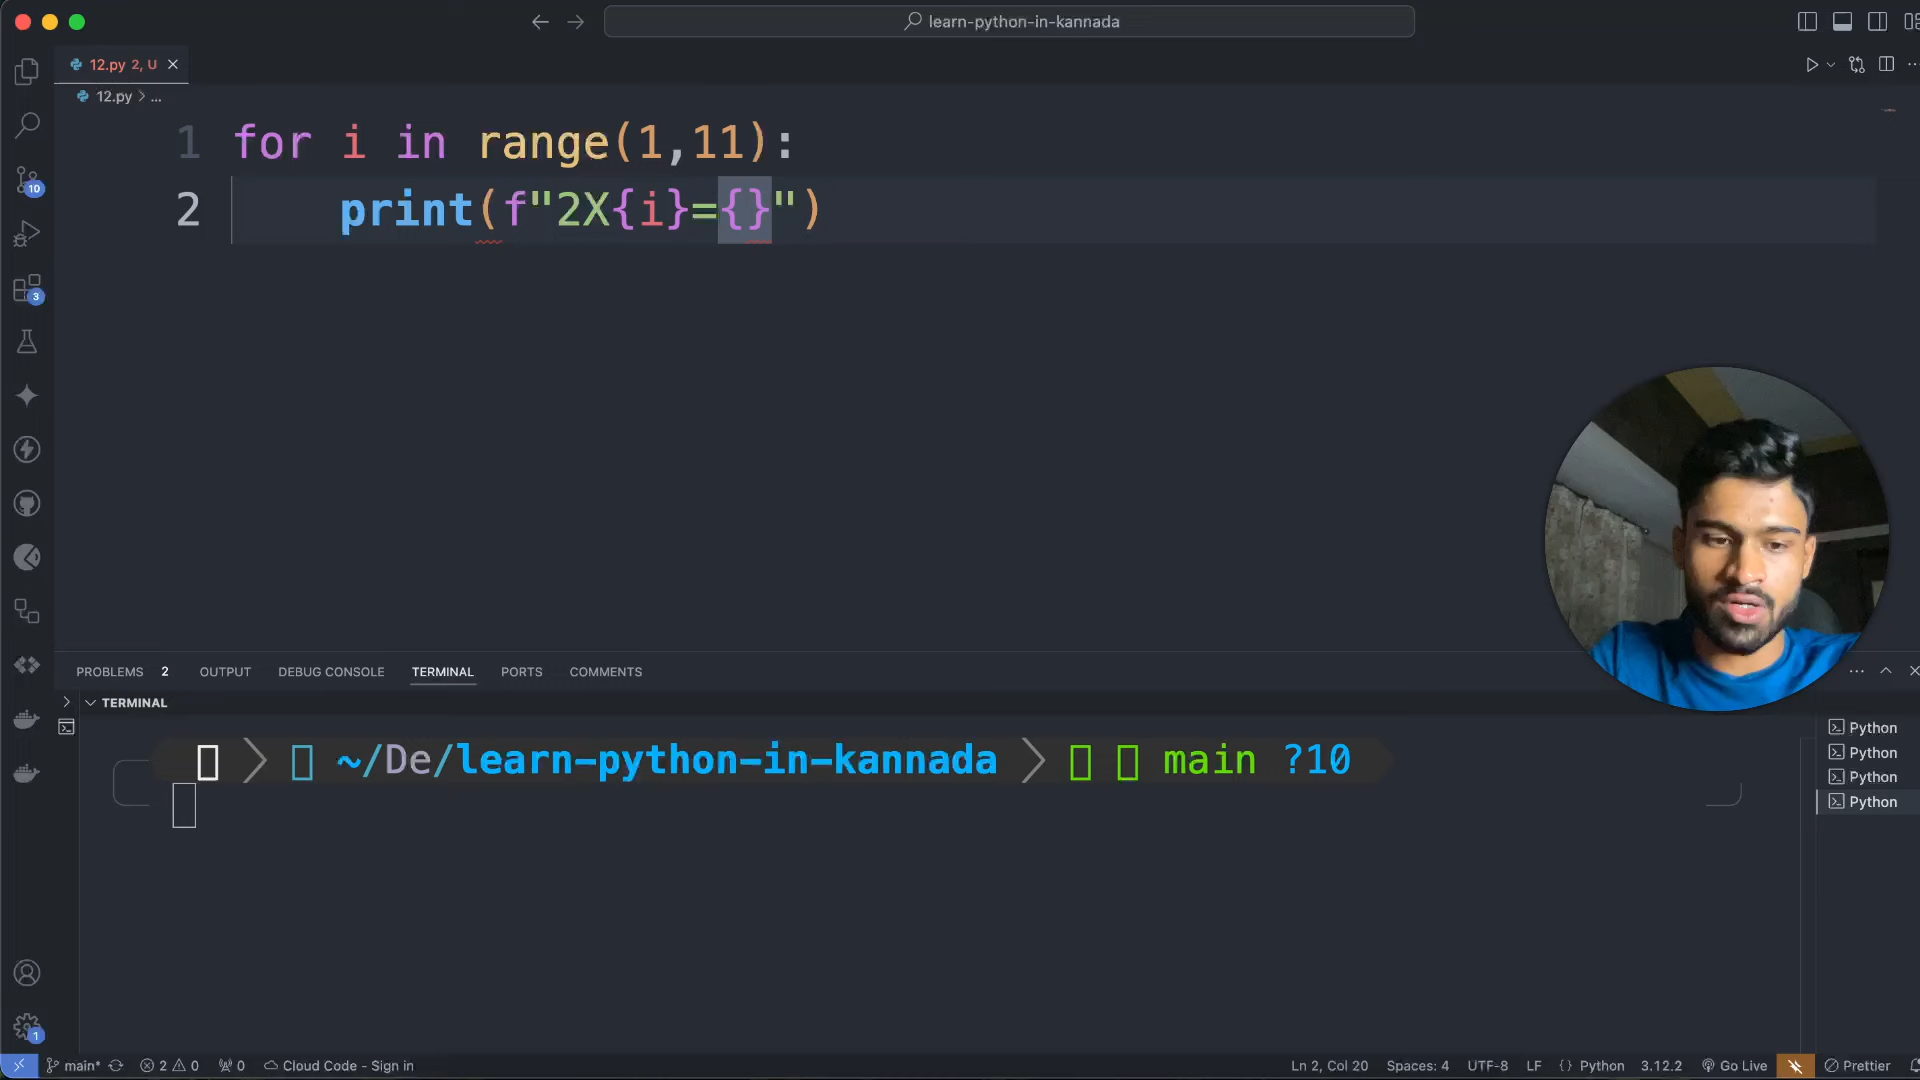 learn-python-in-kannada
12.py 2, U
12.py > ...
1 for i in range(1,11):
2     print(f"2X{i}={}")
10
3
PROBLEMS 2 OUTPUT DEBUG CONSOLE TERMINAL PORTS COMMENTS
TERMINAL
~/De/learn-python-in-kannada main ?10
Python
Python
Python
Python
1
main* 2 0 0 Cloud Code - Sign in Ln 2, Col 20 Spaces: 4 UTF-8 LF {} Python 3.12.2 Go Live Prettier